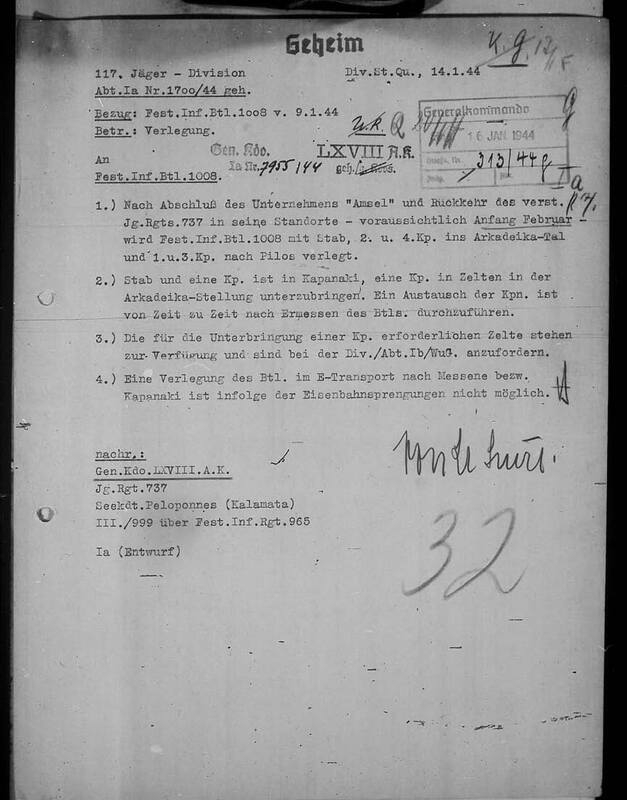 Geheim
K.g.
117. Jäger - Division Div.St.Qu., 14.1.44
Abt.Ia Nr.1700/44 geh.
Bezug: Fest.Inf.Btl.1008 v. 9.1.44
Betr.: Verlegung.
Generalkommando
16 JAN. 1944
313/44g
Ia
Gen. Kdo. LXVIII A.K.
Ia Nr. 7955/44 geh.
An
Fest.Inf.Btl.1008.
1.) Nach Abschluß des Unternehmens "Amsel" und Rückkehr des verst.
Jg.Rgts.737 in seine Standorte - voraussichtlich Anfang Februar -
wird Fest.Inf.Btl.1008 mit Stab, 2. u. 4.Kp. ins Arkadeika-Tal
und 1.u.3.Kp. nach Pilos verlegt.
2.) Stab und eine Kp. ist in Kapanaki, eine Kp. in Zelten in der
Arkadeika-Stellung unterzubringen. Ein Austausch der Kpn. ist
von Zeit zu Zeit nach Ermessen des Btls. durchzuführen.
3.) Die für die Unterbringung einer Kp. erforderlichen Zelte stehen
zur Verfügung und sind bei der Div./Abt.Ib/WuG. anzufordern.
4.) Eine Verlegung des Btl. im E-Transport nach Messene bezw.
Kapanaki ist infolge der Eisenbahnsprengungen nicht möglich.
nachr.:
Gen.Kdo.LXVIII.A.K.
Jg.Rgt.737
Seekdt.Peloponnes (Kalamata)
III./999 über Fest.Inf.Rgt.965
Ia (Entwurf)
32